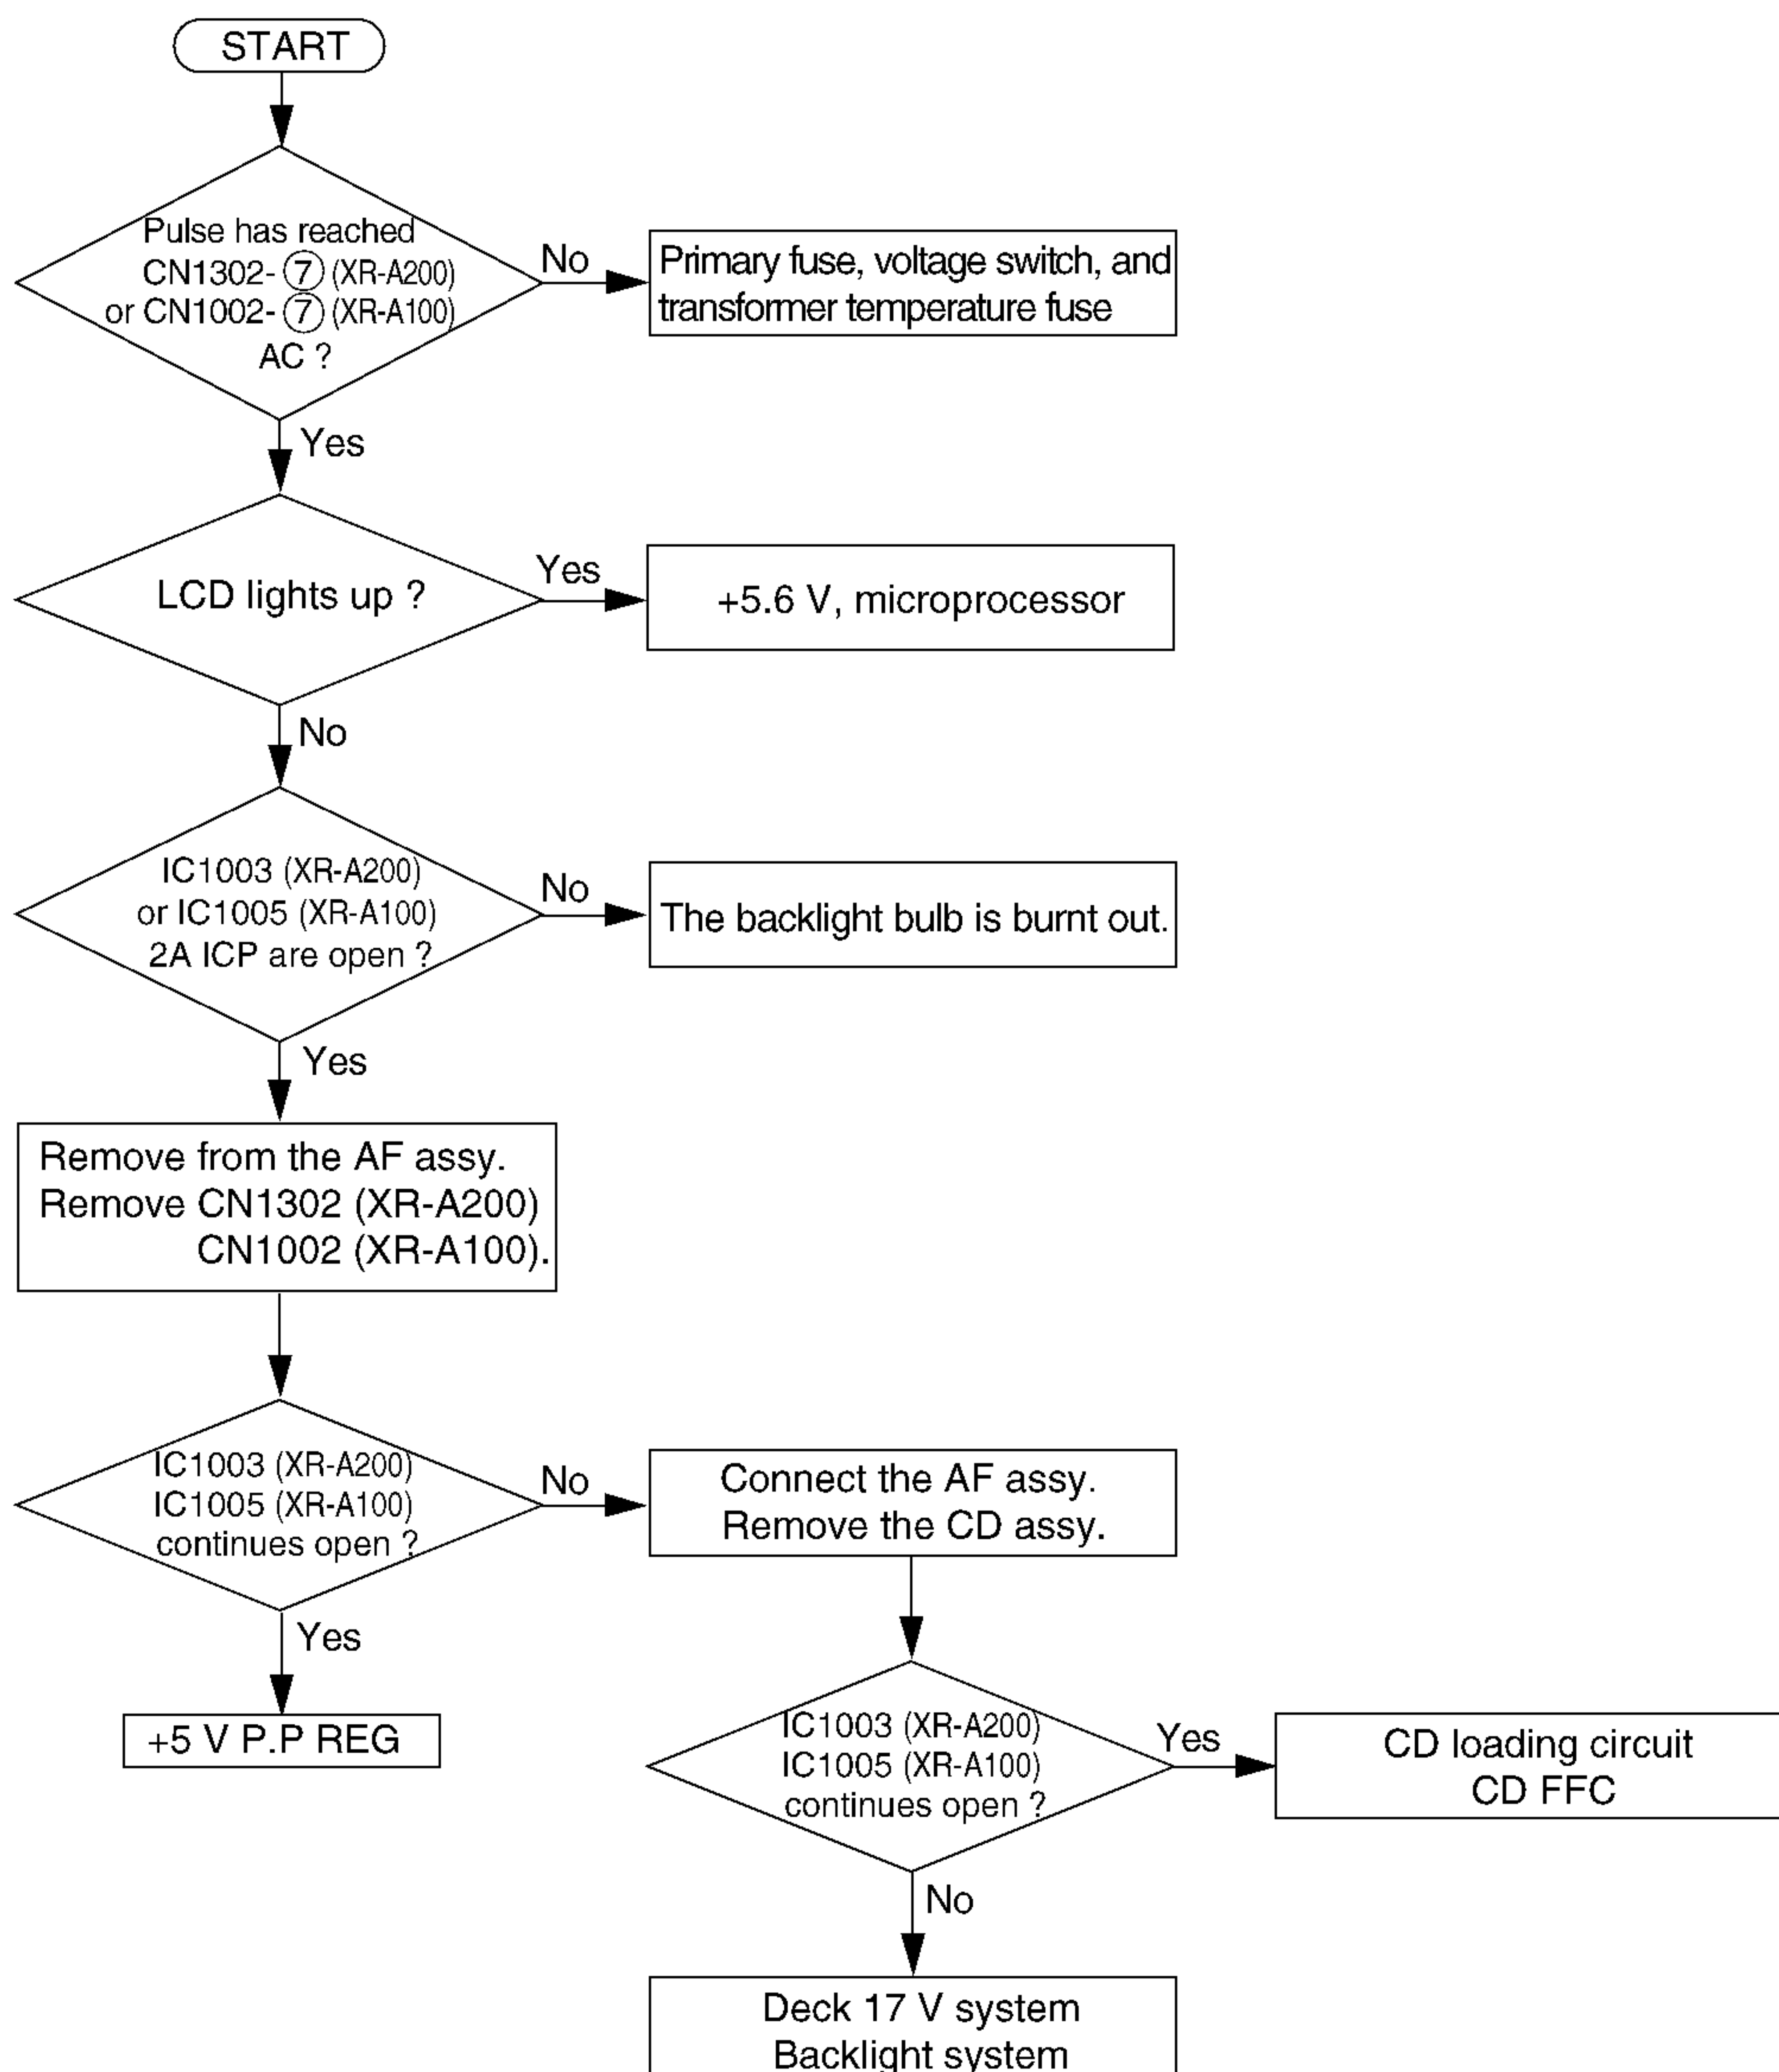 START
Pulse has reached
CN1302- ⑦ (XR-A200)
or CN1002- ⑦ (XR-A100)
AC ?
No
Primary fuse, voltage switch, and
transformer temperature fuse
Yes
LCD lights up ?
Yes
+5.6 V, microprocessor
No
IC1003 (XR-A200)
or IC1005 (XR-A100)
2A ICP are open ?
No
The backlight bulb is burnt out.
Yes
Remove from the AF assy.
Remove CN1302 (XR-A200)
CN1002 (XR-A100).
IC1003 (XR-A200)
IC1005 (XR-A100)
continues open ?
No
Connect the AF assy.
Remove the CD assy.
Yes
+5 V P.P REG
IC1003 (XR-A200)
IC1005 (XR-A100)
continues open ?
Yes
CD loading circuit
CD FFC
No
Deck 17 V system
Backlight system